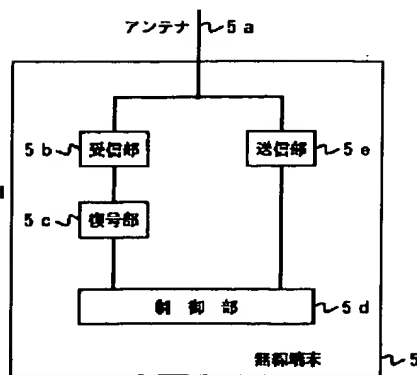 アンテナ 5a
5b 受信部 送信部 5e
5c 復号部
制御部 5d
無線端末 5